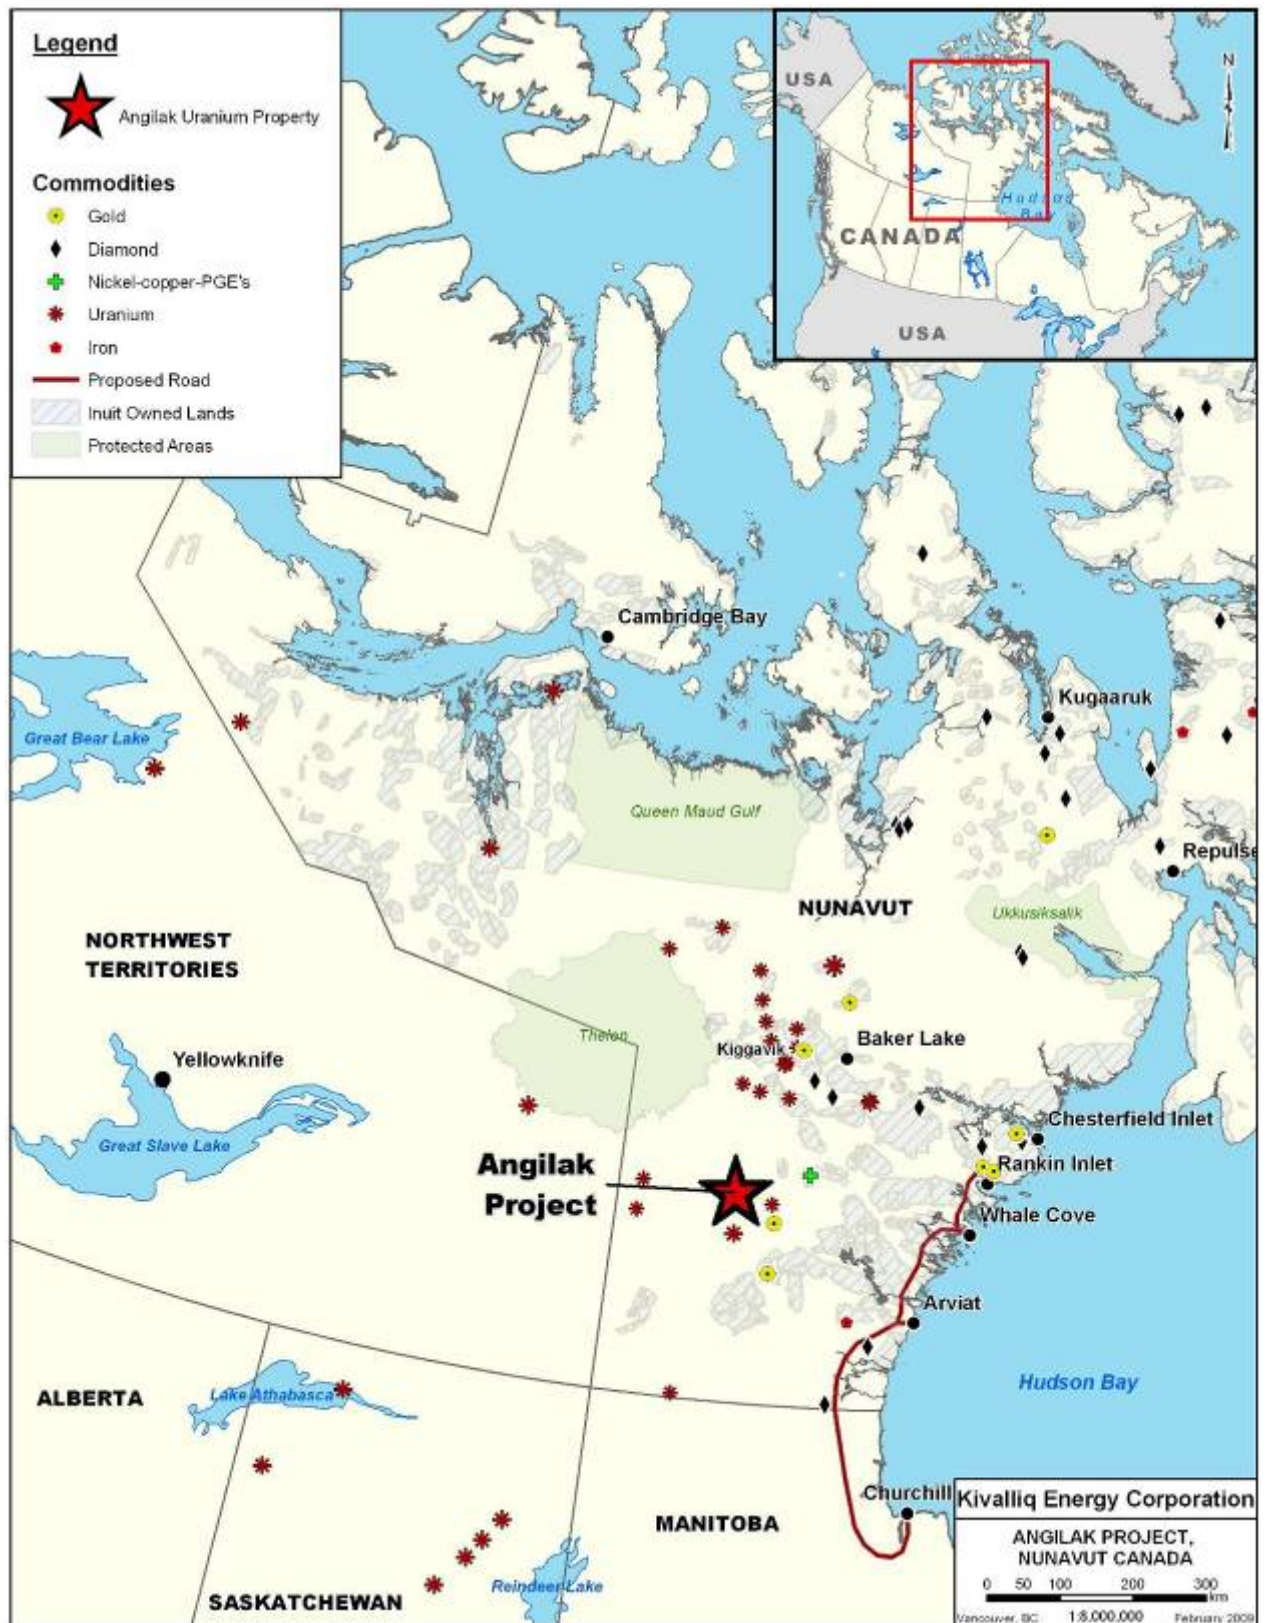 Legend
Angilak Uranium Property
Commodities
Gold
Diamond
Nickel-copper-PGE's
Uranium
Iron
Proposed Road
Inuit Owned Lands
Protected Areas
N
USA
Hudson
Bay
CANADA
USA
Cambridge Bay
Kugaaruk
Great Bear Lake
Queen Maud Gulf
Repulse
NUNAVUT
Ukkusiksalik
NORTHWEST
TERRITORIES
Thelon
Kiggavik
Baker Lake
Yellowknife
Great Slave Lake
Chesterfield Inlet
Angilak
Project
Rankin Inlet
Whale Cove
Arviat
ALBERTA
Lake Athabasca
Hudson Bay
Churchill
MANITOBA
SASKATCHEWAN
Reindeer Lake
Kivalliq Energy Corporation
ANGILAK PROJECT,
NUNAVUT CANADA
0 50 100 200 300
km
Vancouver, BC 1:8,000,000 February 2009